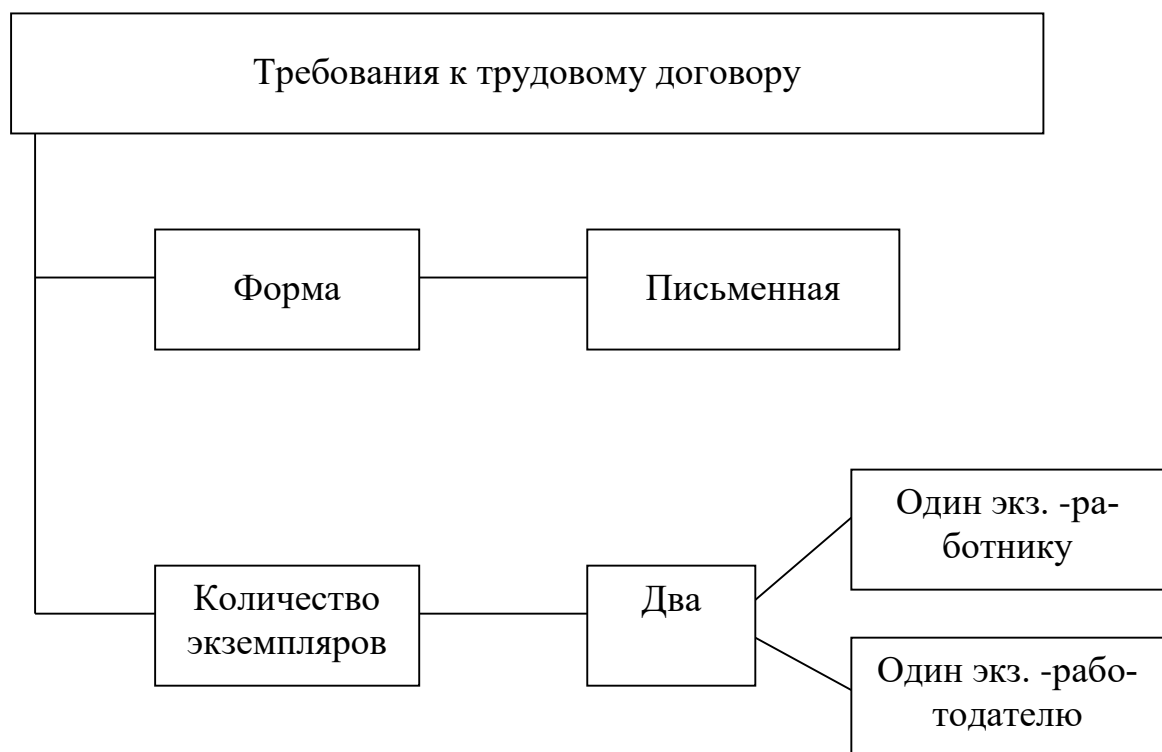 Требования к трудовому договору
Форма
Письменная
Количество
экземпляров
Два
Один экз. -ра-
ботнику
Один экз. -рабо-
тодателю